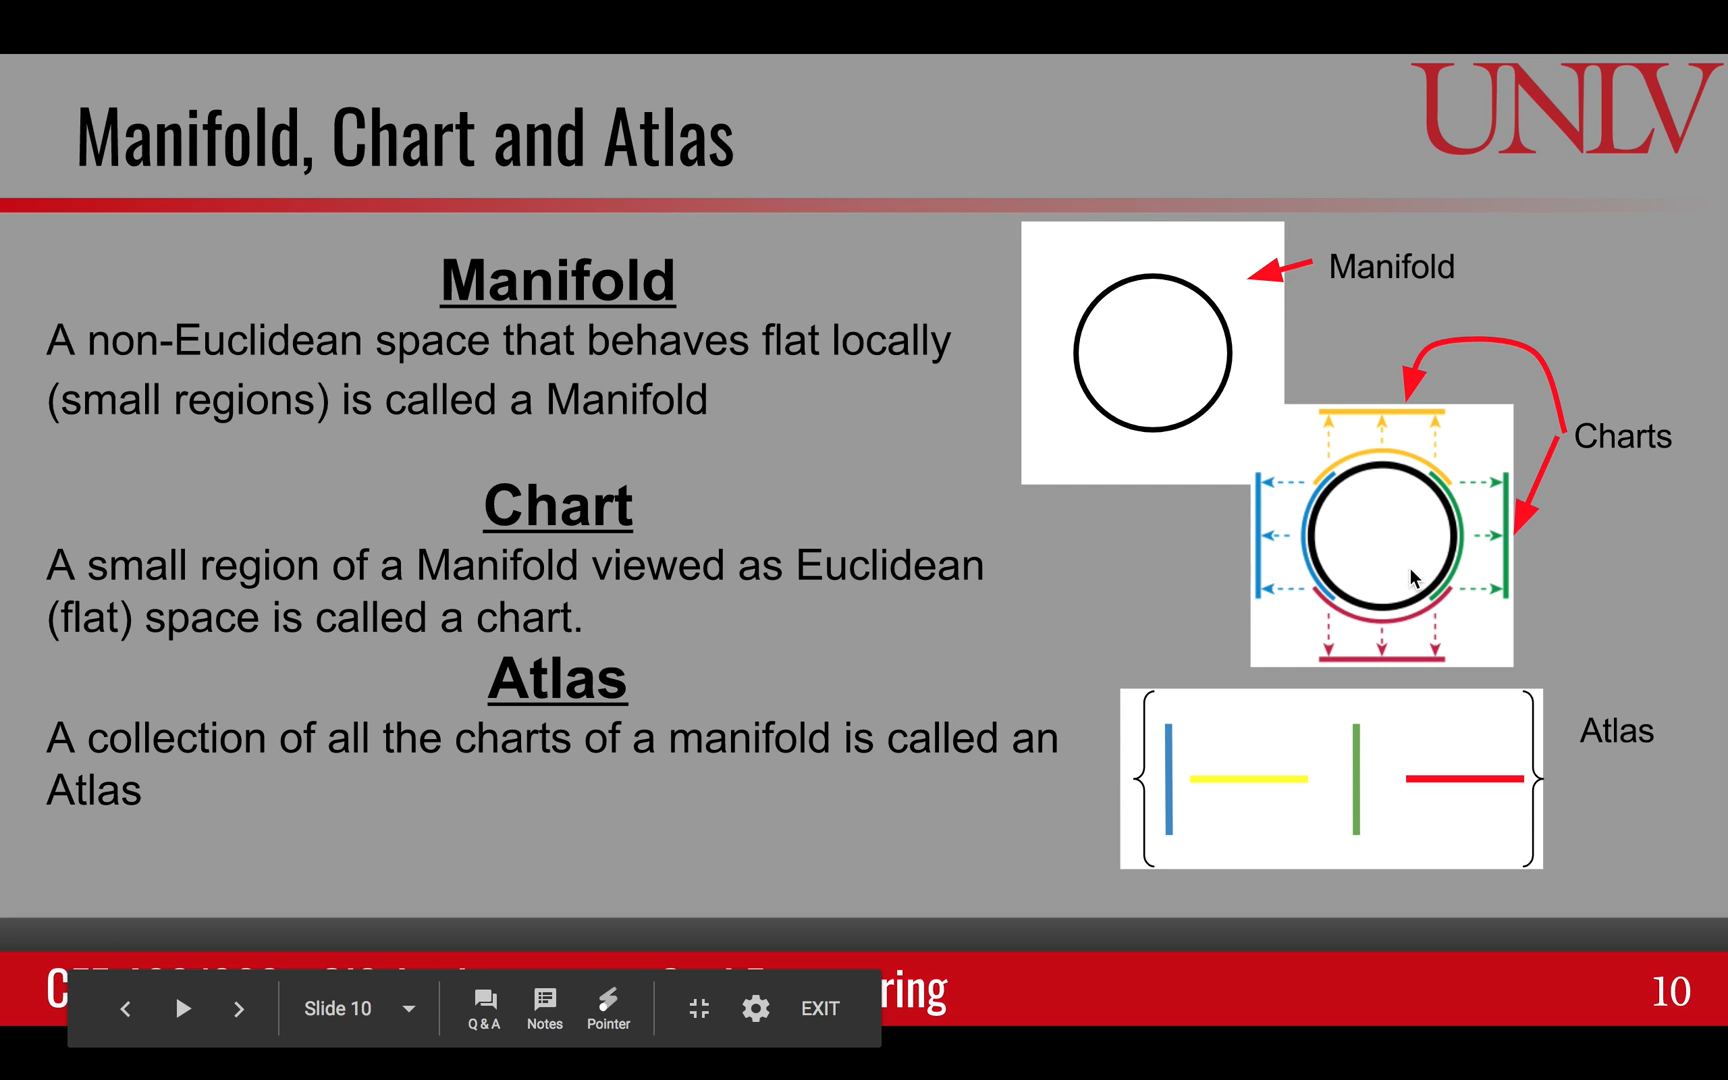 UNLV
Manifold, Chart and Atlas
Manifold
A non-Euclidean space that behaves flat locally
(small regions) is called a Manifold
Chart
A small region of a Manifold viewed as Euclidean
(flat) space is called a chart.
Atlas
A collection of all the charts of a manifold is called an
Atlas
Manifold
Charts
Atlas
10
Slide 10
Q & A
Notes
Pointer
EXIT